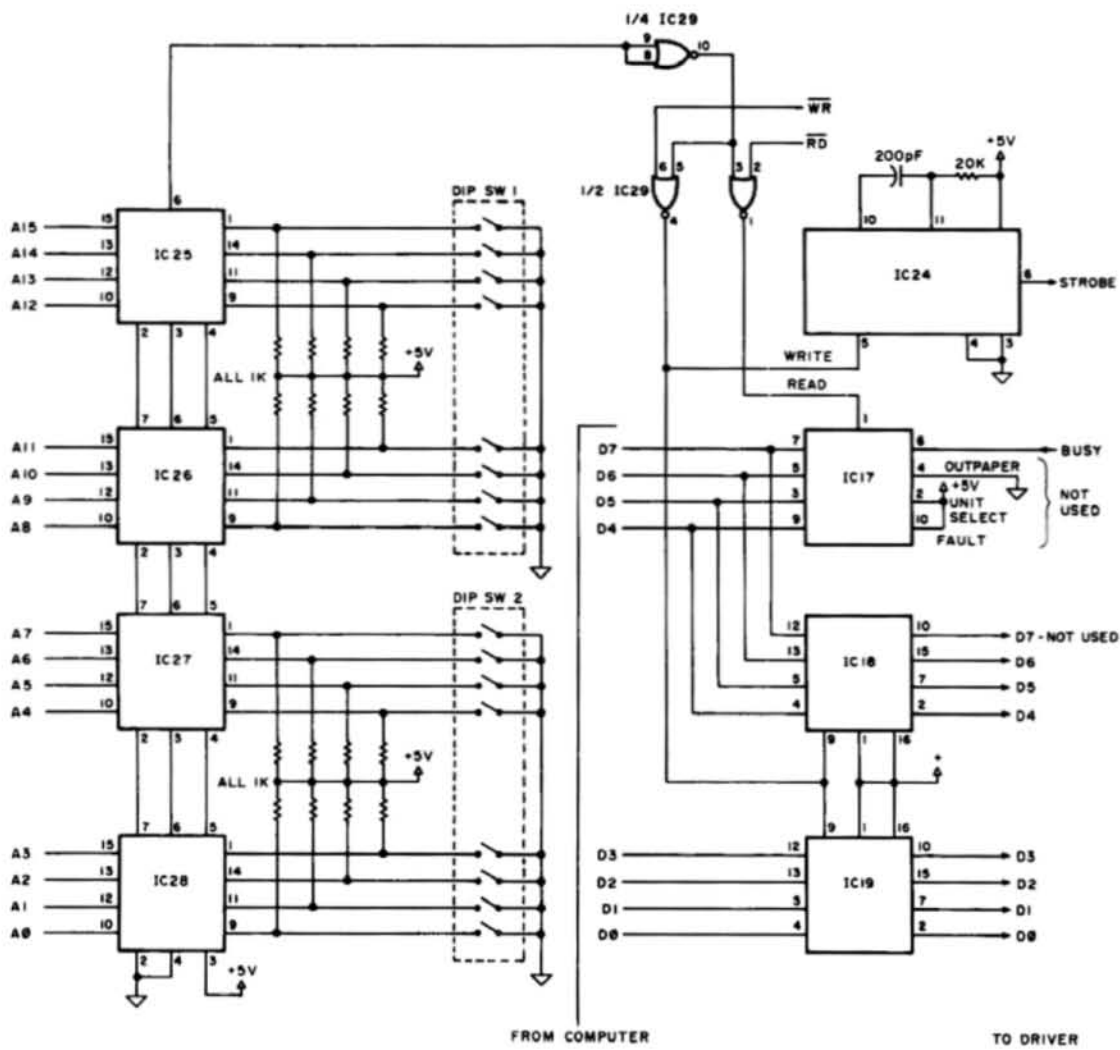 1/4 IC29
9
8
10
WR
6
5
3
2
RD
1/2 IC29
4
1
200pF
20K
+5V
10
11
IC24
6
STROBE
5
4
3
WRITE
READ
DIP SW 1
6
A15
15
IC25
1
A14
13
14
A13
12
11
A12
10
9
2
3
4
ALL 1K
+5V
7
6
5
A11
15
IC26
1
A10
13
14
A9
12
11
A8
10
9
2
3
4
DIP SW 2
7
6
5
A7
15
IC27
1
A6
13
14
A5
12
11
A4
10
9
2
3
4
ALL 1K
+5V
7
6
5
A3
15
IC28
1
A2
13
14
A1
12
11
A0
10
9
2
4
3
+5V
1
D7
7
IC17
6
BUSY
D6
5
4
OUTPAPER
D5
3
2
+5V
UNIT SELECT
D4
9
10
FAULT
NOT USED
12
IC18
10
D7 - NOT USED
13
15
D6
5
7
D5
4
2
D4
9
1
16
+
9
1
16
D3
12
IC19
10
D3
D2
13
15
D2
D1
5
7
D1
D0
4
2
D0
FROM COMPUTER
TO DRIVER